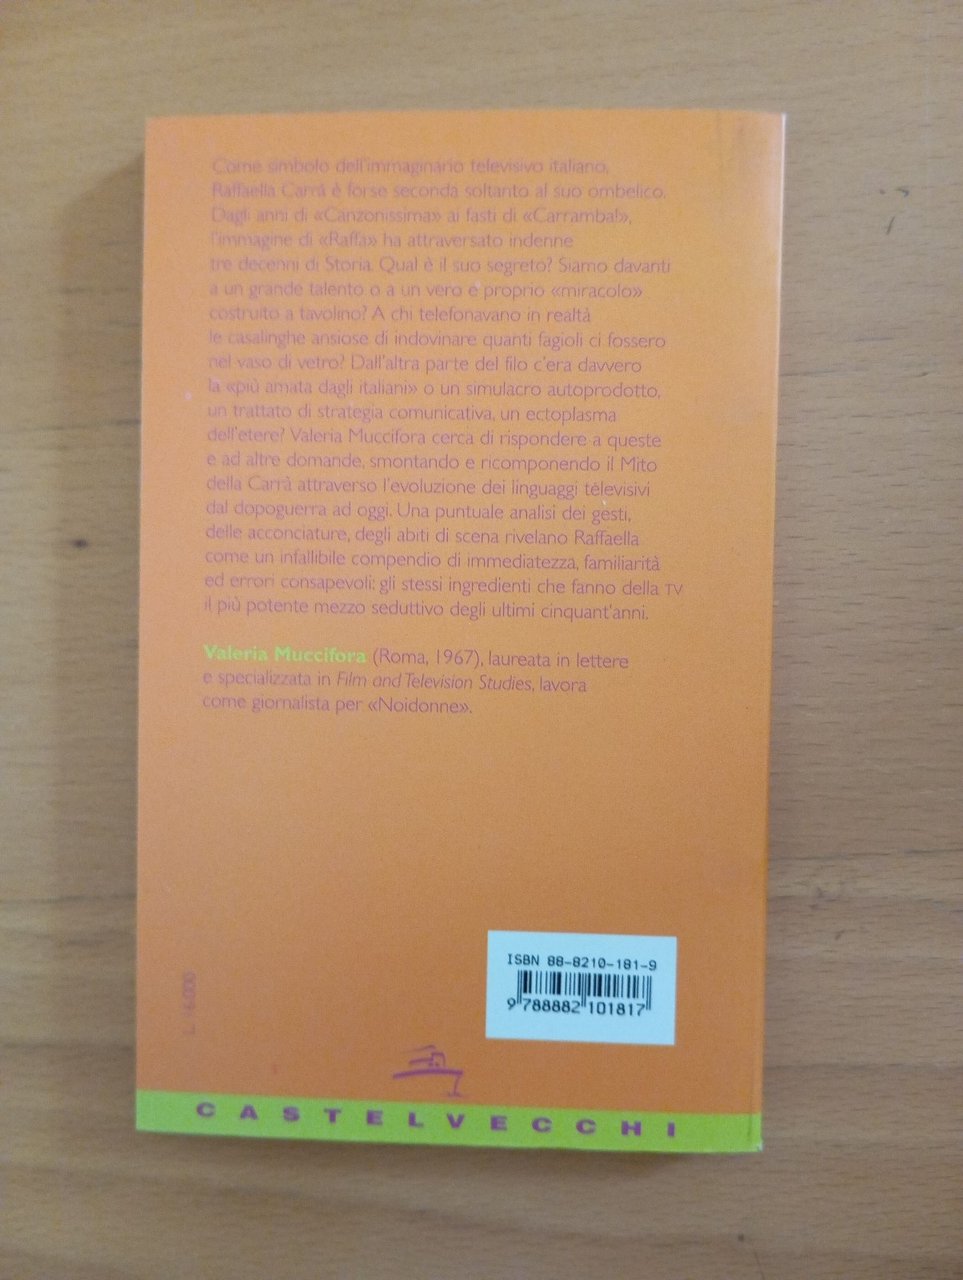 Come simbolo dell'immaginario televisivo italiano,
Raffaella Carrà è forse seconda soltanto al suo ombelico.
Dagli anni di «Canzonissima» ai fasti di «Carramba!»,
l'immagine di «Raffa» ha attraversato indenne
tre decenni di Storia. Qual è il suo segreto? Siamo davanti
a un grande talento o a un vero e proprio «miracolo»
costruito a tavolino? A chi telefonavano in realtà
le casalinghe ansiose di indovinare quanti fagioli ci fossero
nel vaso di vetro? Dall'altra parte del filo c'era davvero
la «più amata dagli italiani» o un simulacro autoprodotto,
un trattato di strategia comunicativa, un ectoplasma
dell'etere? Valeria Muccifora cerca di rispondere a queste
e ad altre domande, smontando e ricomponendo il Mito
della Carrà attraverso l'evoluzione dei linguaggi televisivi
dal dopoguerra ad oggi. Una puntuale analisi dei gesti,
delle acconciature, degli abiti di scena rivelano Raffaella
come un infallibile compendio di immediatezza, familiarità
ed errori consapevoli: gli stessi ingredienti che fanno della TV
il più potente mezzo seduttivo degli ultimi cinquant'anni.
Valeria Muccifora (Roma, 1967), laureata in lettere
e specializzata in Film and Television Studies, lavora
come giornalista per «Noidonne».
ISBN 88-8210-181-9
9 788882 101817
CASTELVECCHI